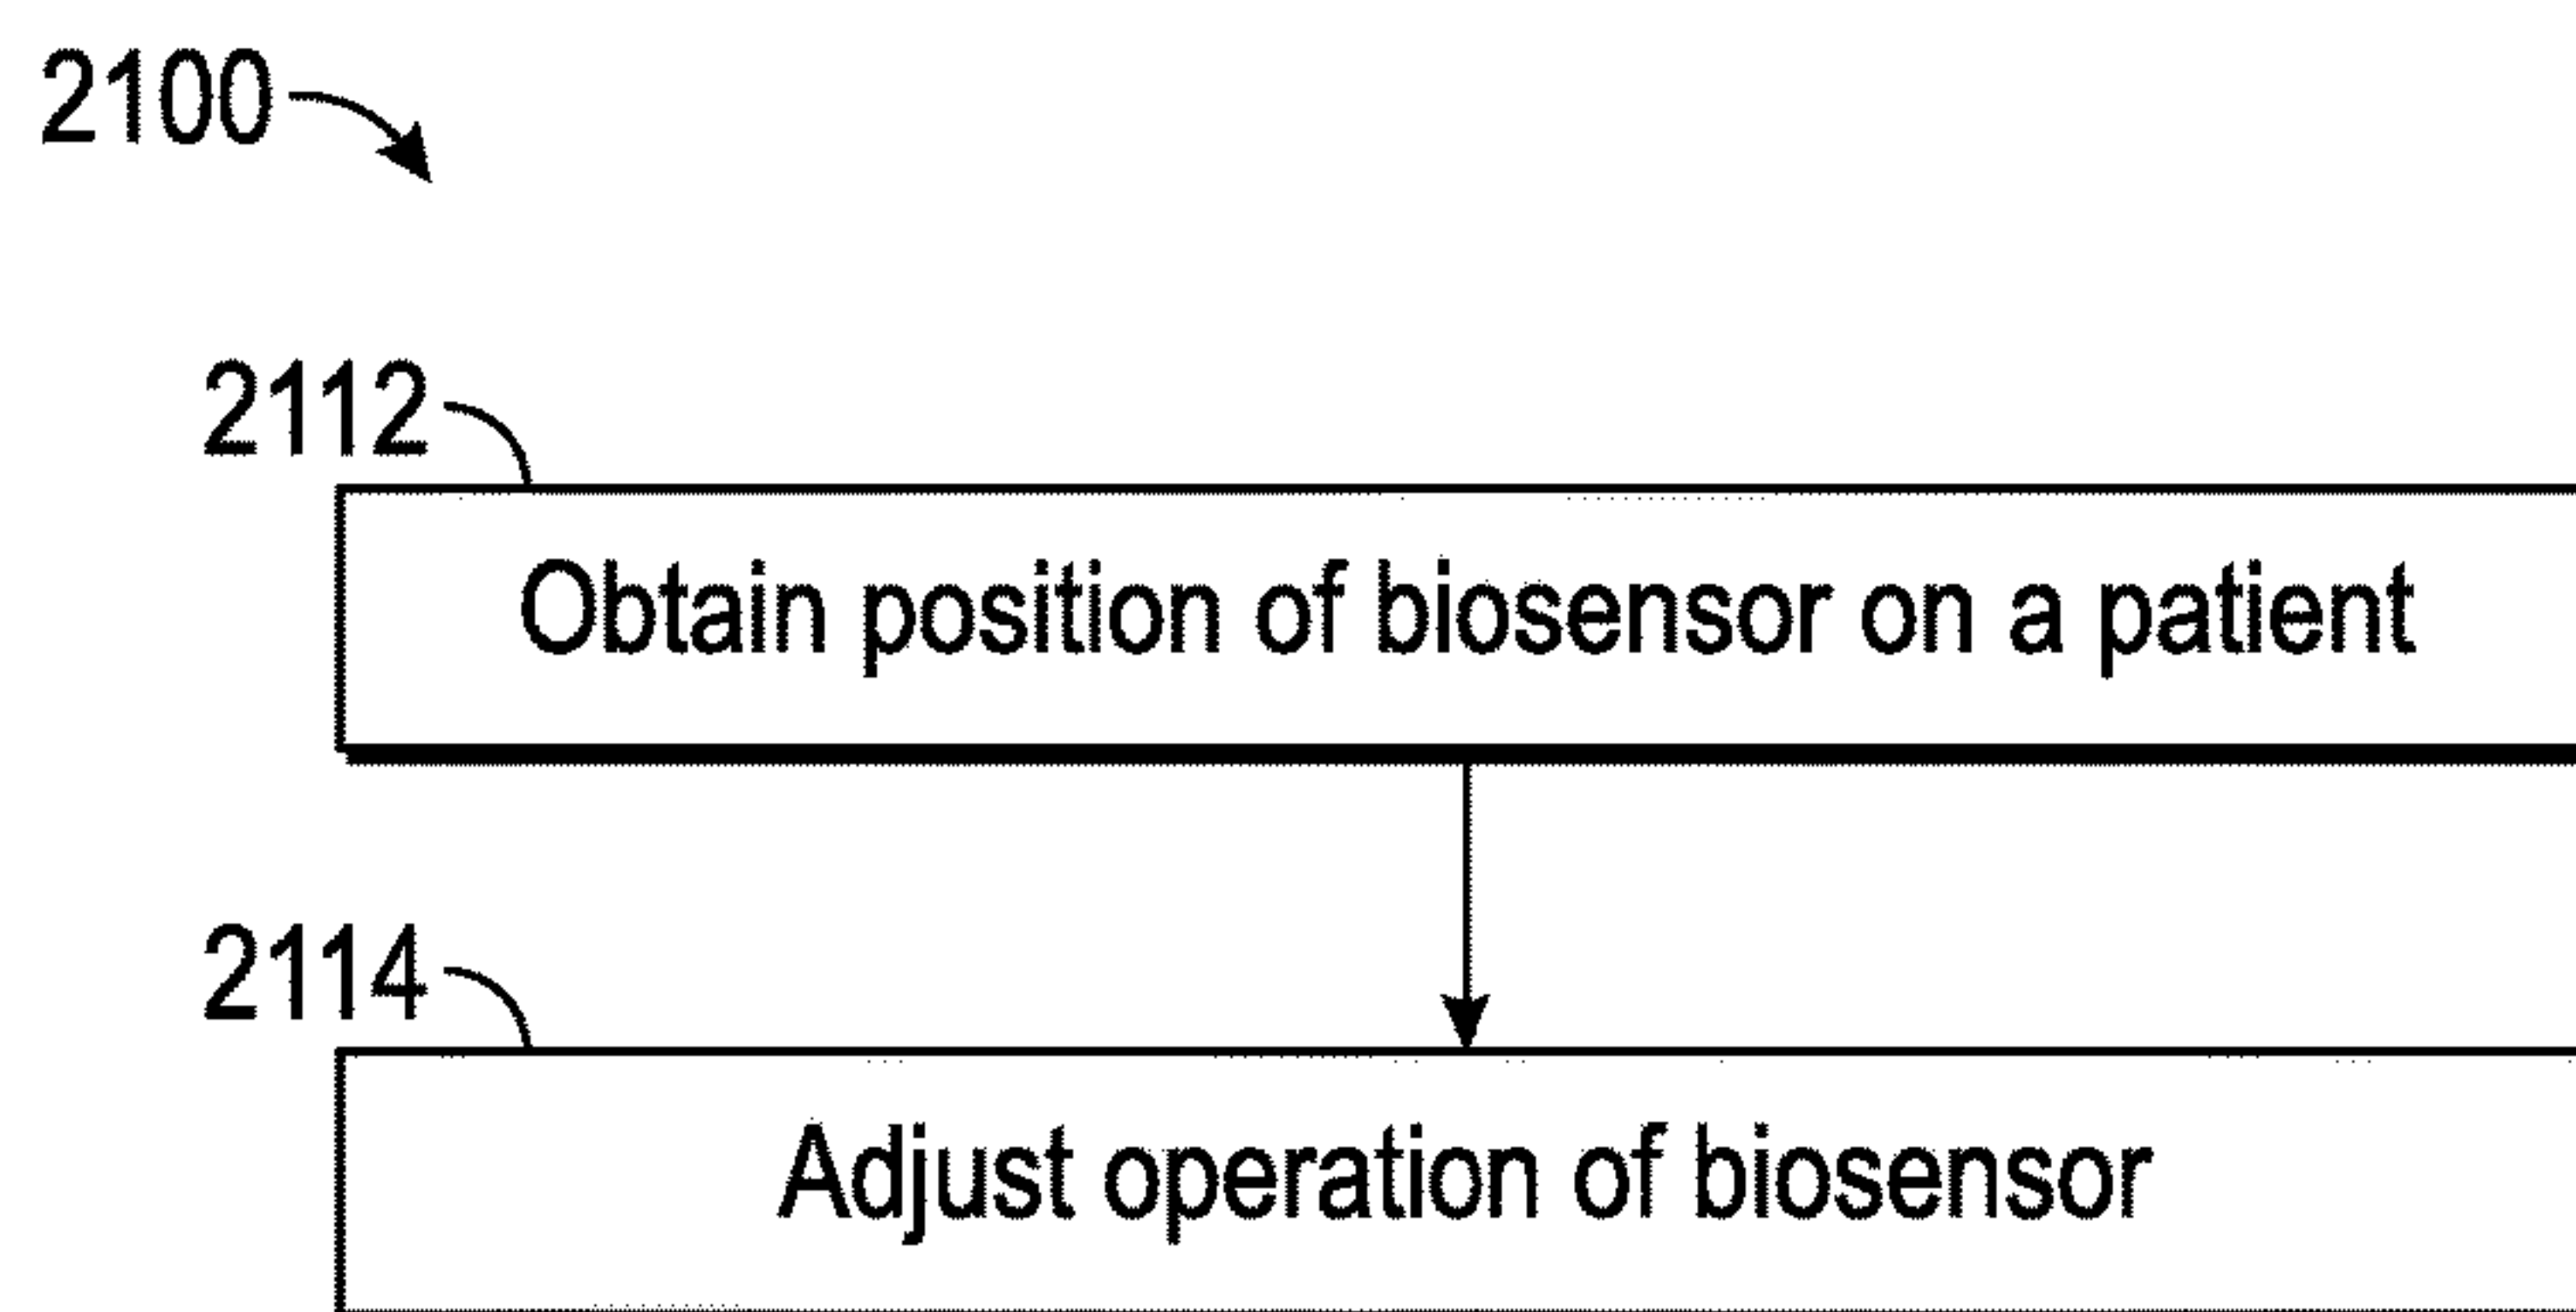 2100
2112
Obtain position of biosensor on a patient
2114
Adjust operation of biosensor